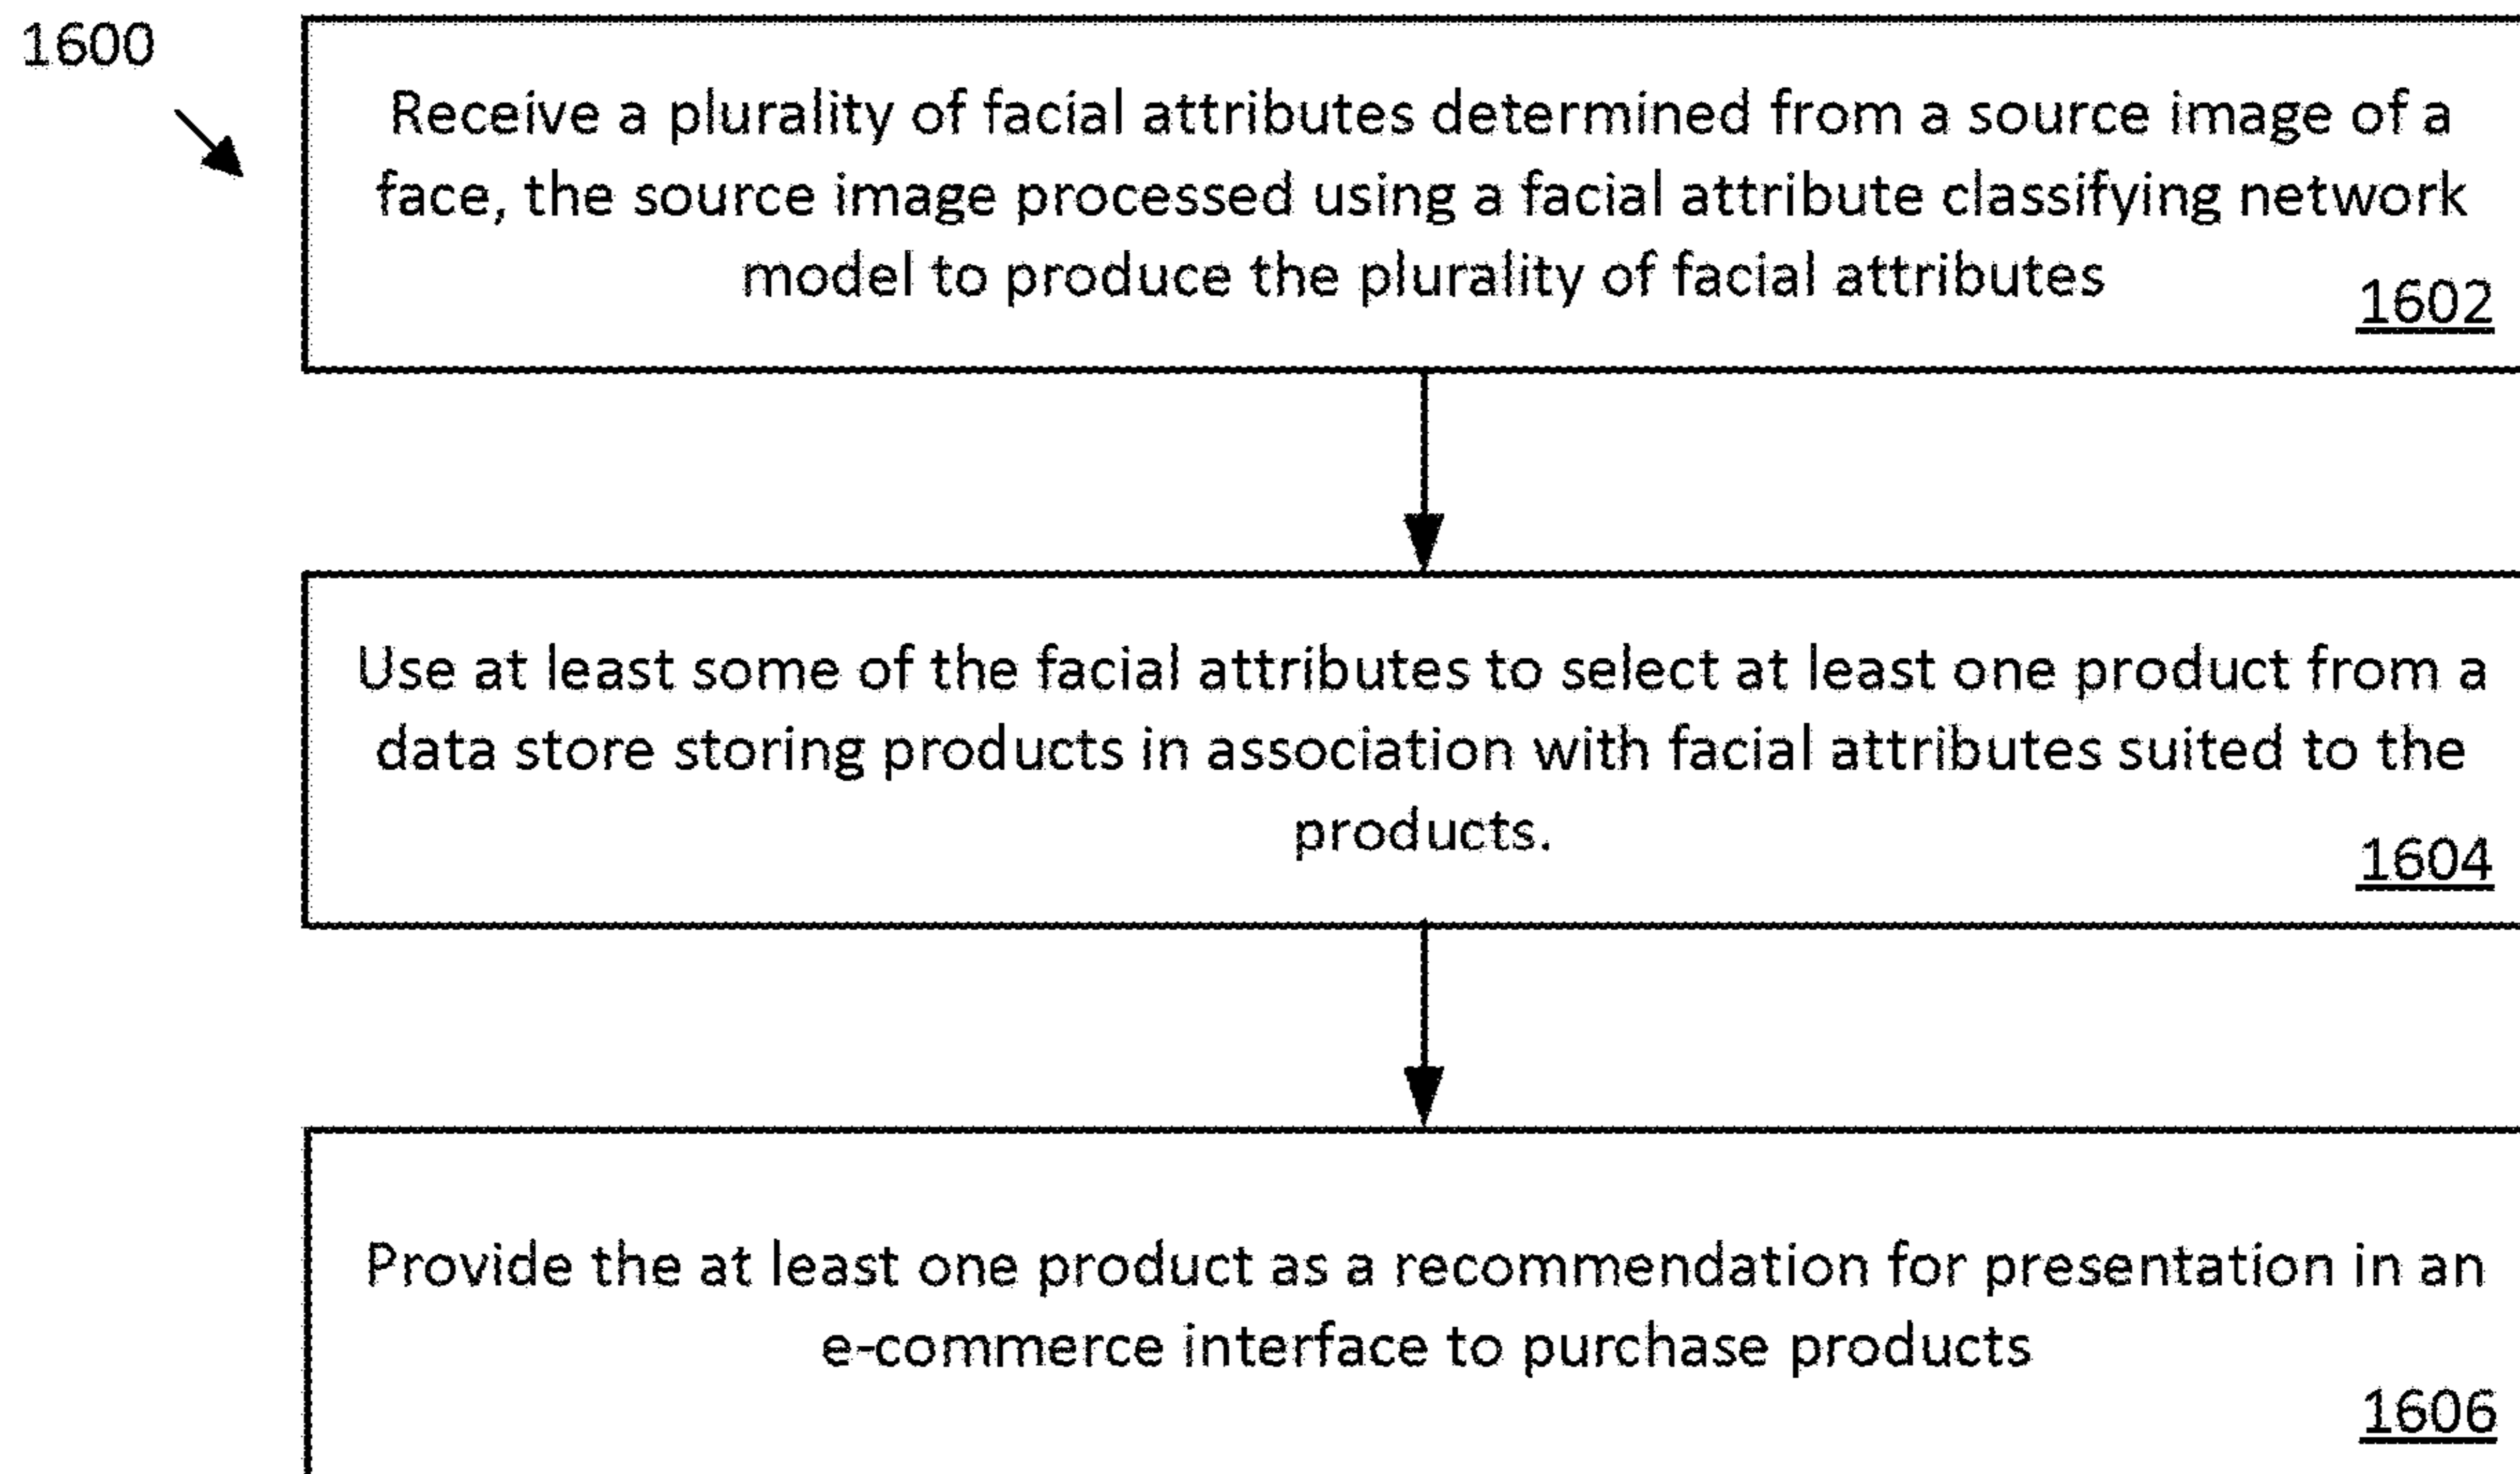 1600
Receive a plurality of facial attributes determined from a source image of a
face, the source image processed using a facial attribute classifying network
model to produce the plurality of facial attributes
1602
Use at least some of the facial attributes to select at least one product from a
data store storing products in association with facial attributes suited to the
products.
1604
Provide the at least one product as a recommendation for presentation in an
e-commerce interface to purchase products
1606